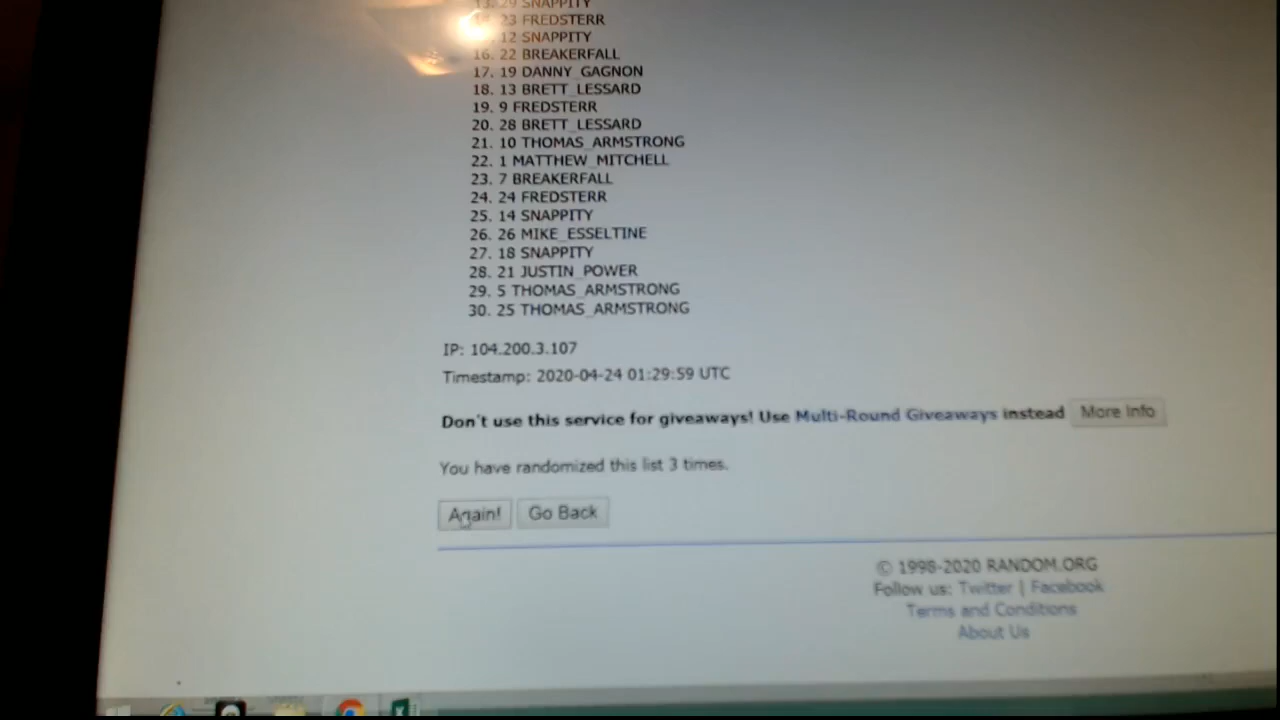 13. 29 SNAPPITY
23 FREDSTERR
12 SNAPPITY
16. 22 BREAKERFALL
17. 19 DANNY_GAGNON
18. 13 BRETT_LESSARD
19. 9 FREDSTERR
20. 28 BRETT_LESSARD
21. 10 THOMAS_ARMSTRONG
22. 1 MATTHEW_MITCHELL
23. 7 BREAKERFALL
24. 24 FREDSTERR
25. 14 SNAPPITY
26. 26 MIKE_ESSELTINE
27. 18 SNAPPITY
28. 21 JUSTIN_POWER
29. 5 THOMAS_ARMSTRONG
30. 25 THOMAS_ARMSTRONG
IP: 104.200.3.107
Timestamp: 2020-04-24 01:29:59 UTC
Don't use this service for giveaways! Use Multi-Round Giveaways instead More Info
You have randomized this list 3 times.
Again! Go Back
© 1998-2020 RANDOM.ORG
Follow us: Twitter | Facebook
Terms and Conditions
About Us